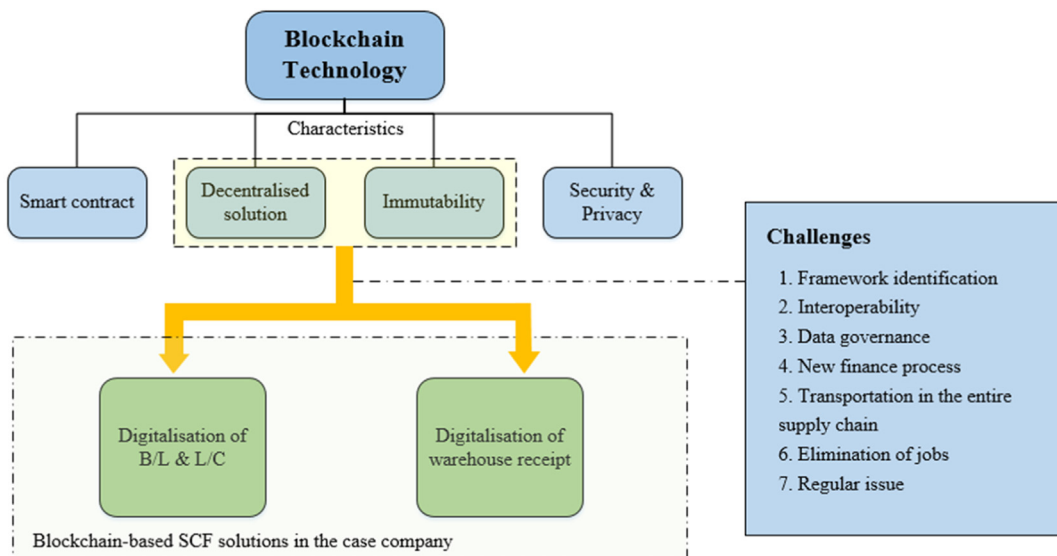 Blockchain
Technology
Characteristics
Smart contract
Decentralised
solution
Immutability
Security &
Privacy
Challenges
1. Framework identification
2. Interoperability
3. Data governance
4. New finance process
5. Transportation in the entire
supply chain
6. Elimination of jobs
7. Regular issue
Digitalisation of
B/L & L/C
Digitalisation of
warehouse receipt
Blockchain-based SCF solutions in the case company